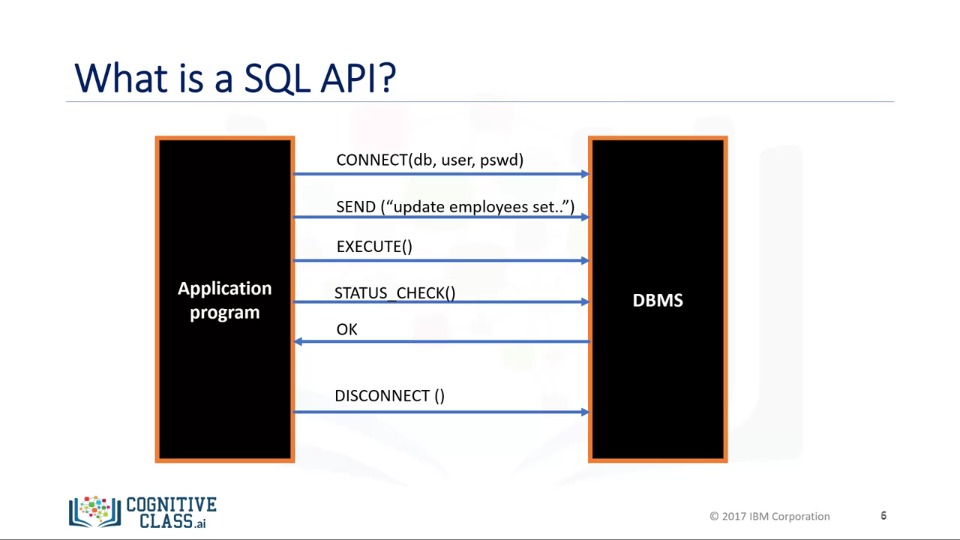 What is a SQL API?
CONNECT(db, user, pswd)
SEND (“update employees set..”)
EXECUTE()
STATUS_CHECK()
OK
DISCONNECT ()
Application
program
DBMS
COGNITIVE
CLASS.ai
© 2017 IBM Corporation
6